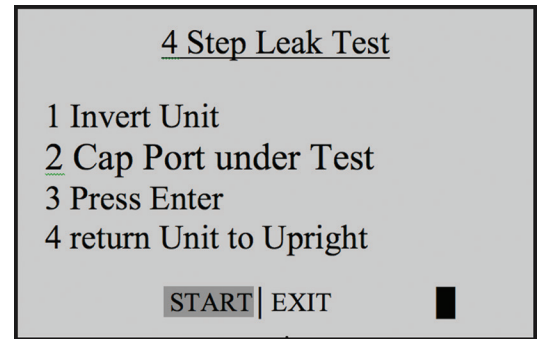 4 Step Leak Test
1 Invert Unit
2 Cap Port under Test
3 Press Enter
4 return Unit to Upright
START| EXIT